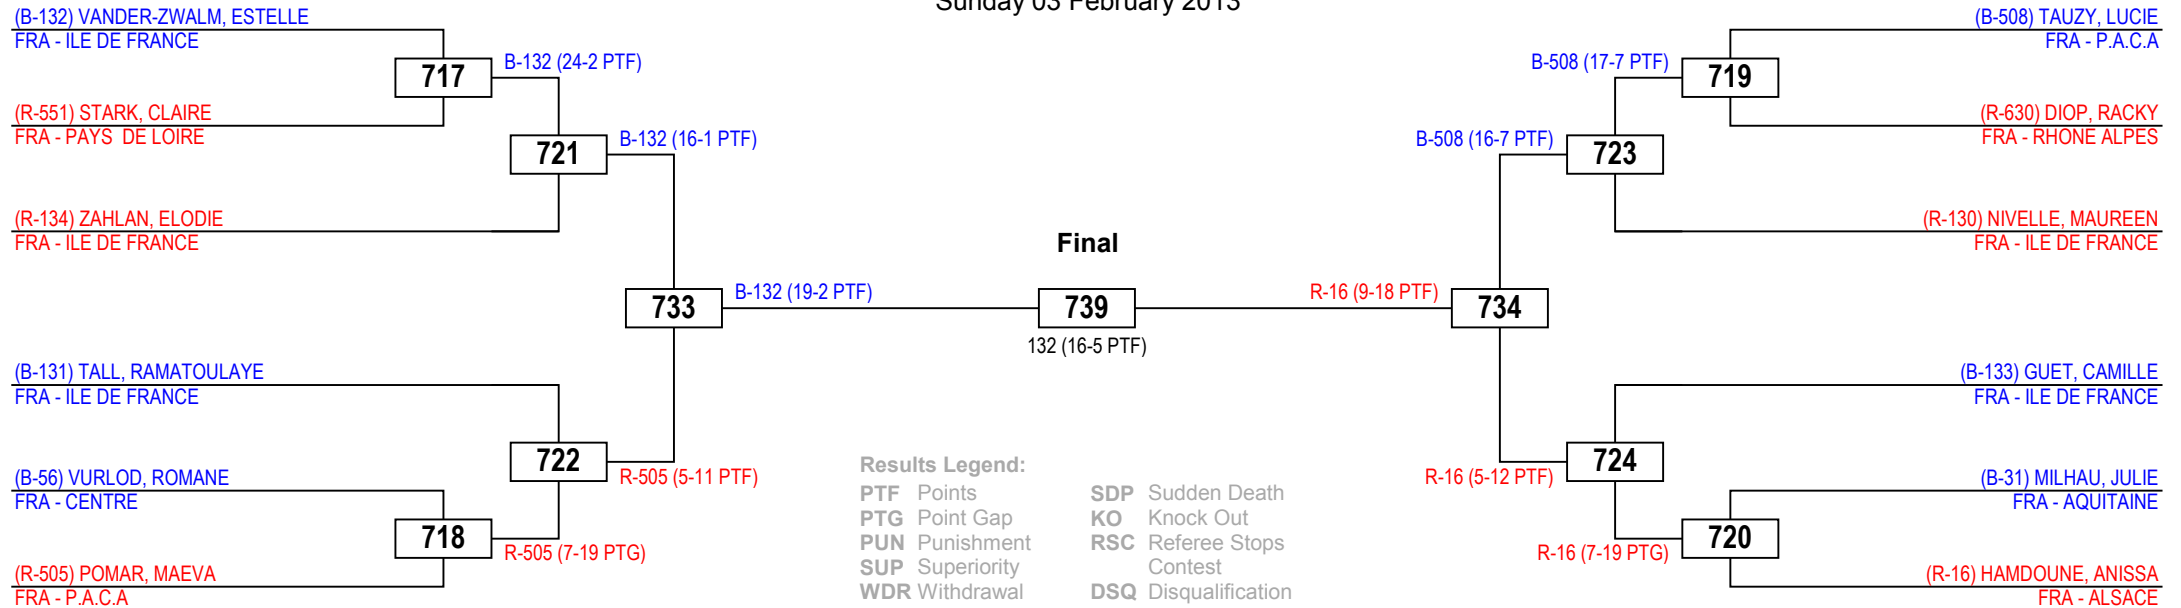 Sunday 03 February 2013
(B-132) VANDER-ZWALM, ESTELLE
FRA - ILE DE FRANCE
717
B-132 (24-2 PTF)
(R-551) STARK, CLAIRE
FRA - PAYS  DE LOIRE
721
B-132 (16-1 PTF)
(R-134) ZAHLAN, ELODIE
FRA - ILE DE FRANCE
733
B-132 (19-2 PTF)
(B-131) TALL, RAMATOULAYE
FRA - ILE DE FRANCE
722
R-505 (5-11 PTF)
(B-56) VURLOD, ROMANE
FRA - CENTRE
718
R-505 (7-19 PTG)
(R-505) POMAR, MAEVA
FRA - P.A.C.A
Final
739
132 (16-5 PTF)
(B-508) TAUZY, LUCIE
FRA - P.A.C.A
B-508 (17-7 PTF)
719
(R-630) DIOP, RACKY
FRA - RHONE ALPES
B-508 (16-7 PTF)
723
(R-130) NIVELLE, MAUREEN
FRA - ILE DE FRANCE
R-16 (9-18 PTF)
734
(B-133) GUET, CAMILLE
FRA - ILE DE FRANCE
R-16 (5-12 PTF)
724
(B-31) MILHAU, JULIE
FRA - AQUITAINE
R-16 (7-19 PTG)
720
(R-16) HAMDOUNE, ANISSA
FRA - ALSACE
Results Legend:
PTF Points
PTG Point Gap
PUN Punishment
SUP Superiority
WDR Withdrawal
SDP Sudden Death
KO Knock Out
RSC Referee Stops
Contest
DSQ Disqualification